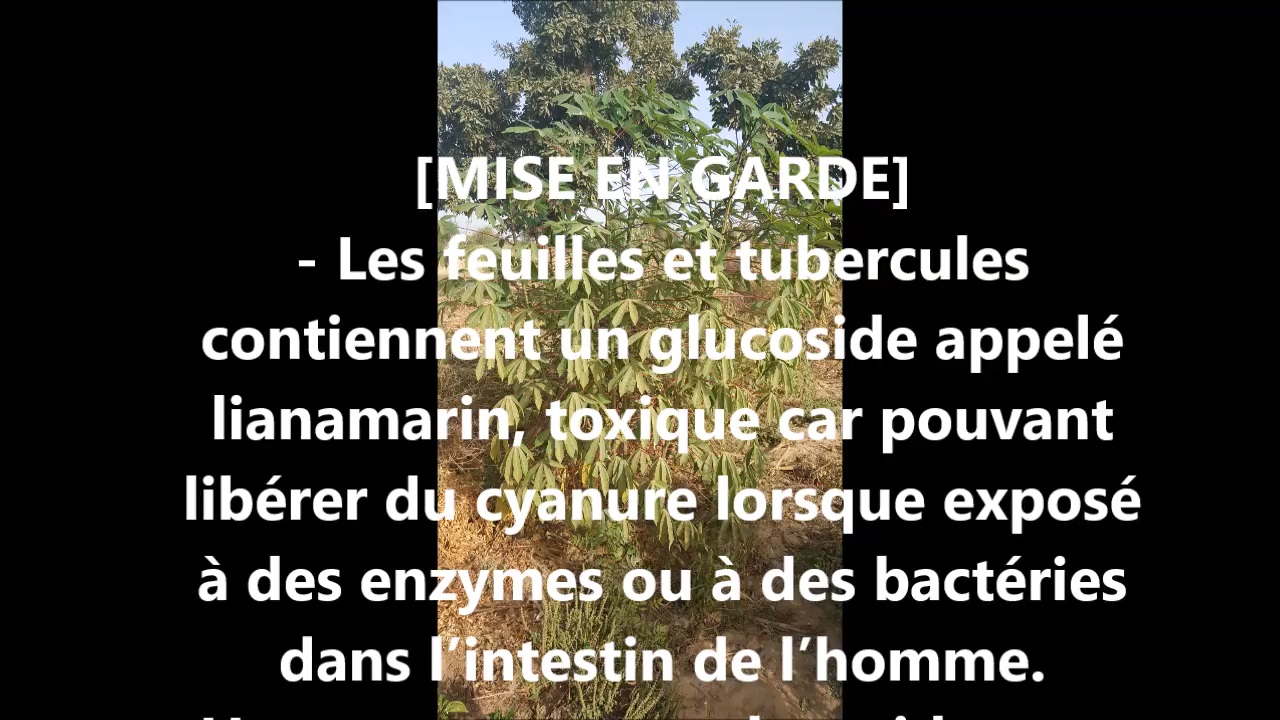 [MISE EN GARDE]
- Les feuilles et tubercules
contiennent un glucoside appelé
lianamarin, toxique car pouvant
libérer du cyanure lorsque exposé
à des enzymes ou à des bactéries
dans l’intestin de l’homme.